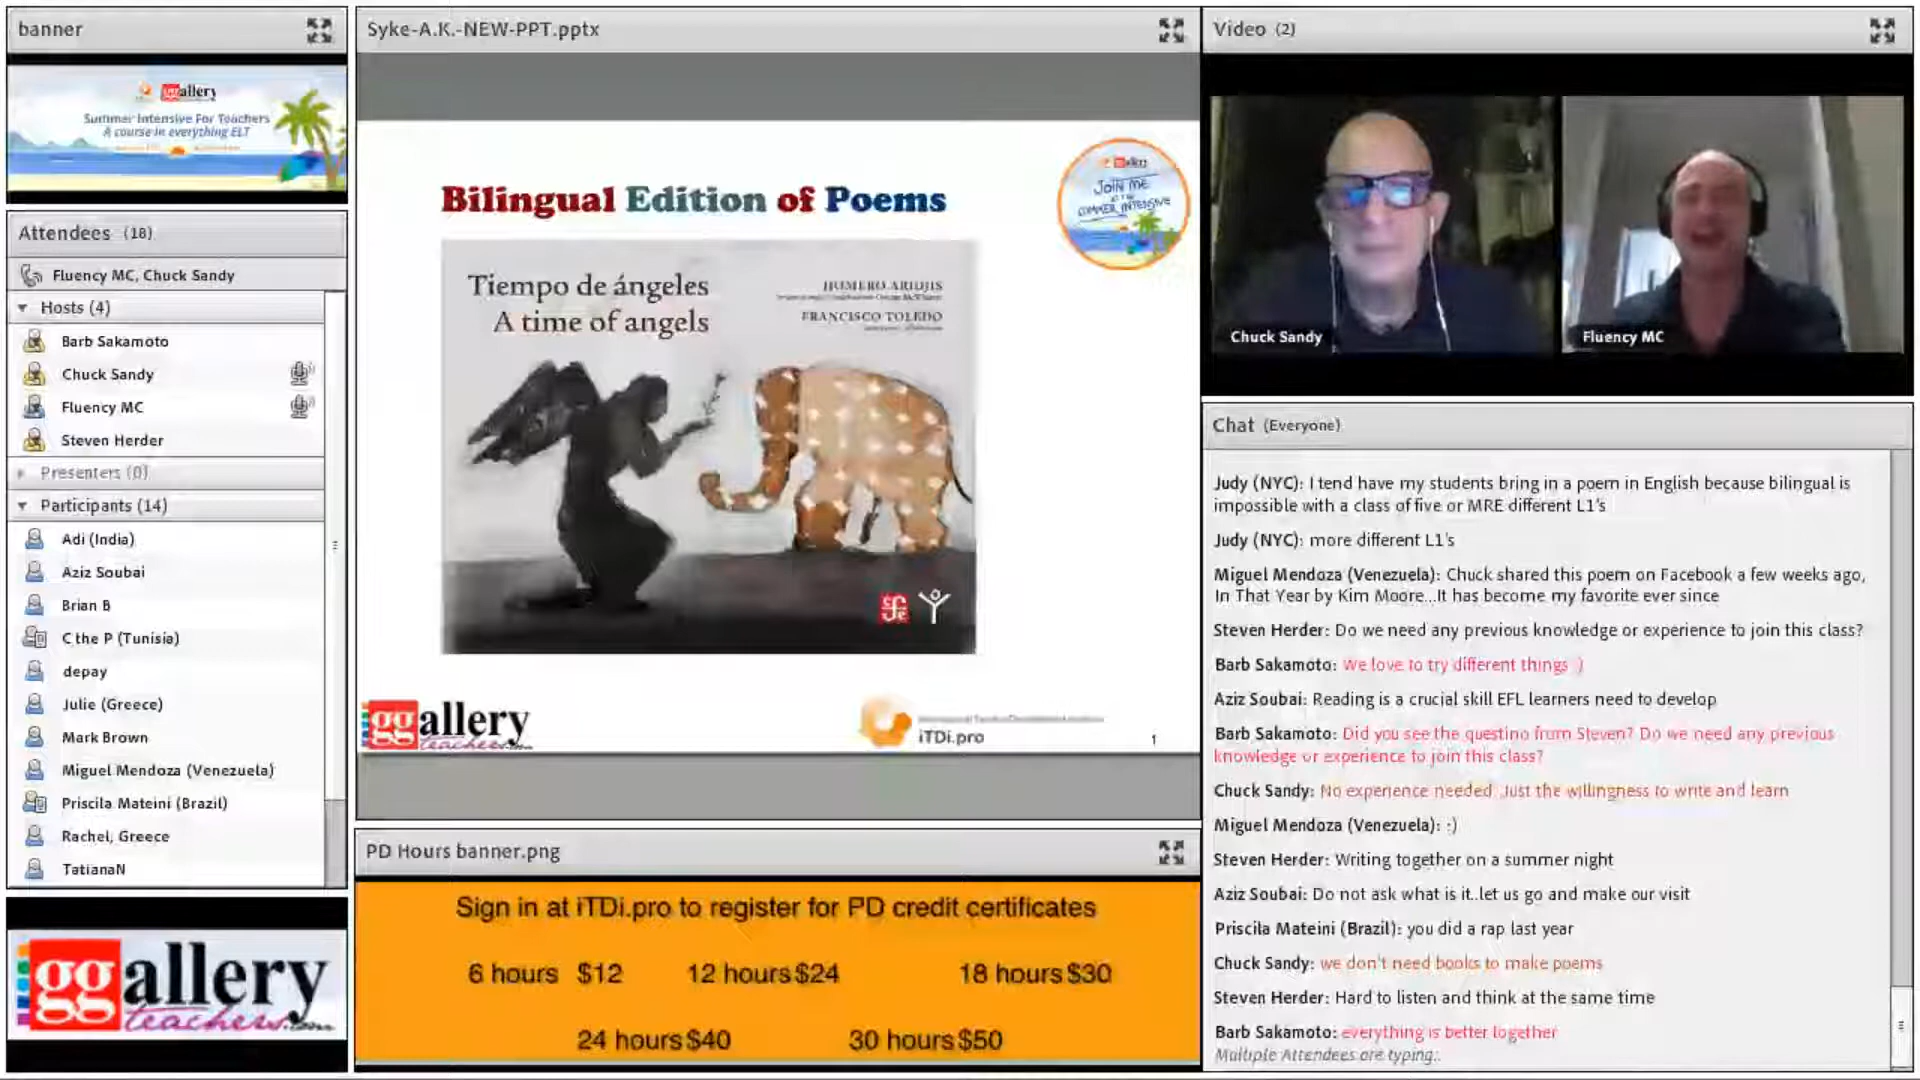 banner
ggallery
Summer Intensive For Teachers
A course in everything ELT
Attendees (18)
Fluency MC, Chuck Sandy
Hosts (4)
Barb Sakamoto
Chuck Sandy
Fluency MC
Steven Herder
Presenters (0)
Participants (14)
Adi (India)
Aziz Soubai
Brian B
C the P (Tunisia)
depay
Julie (Greece)
Mark Brown
Miguel Mendoza (Venezuela)
Priscila Mateini (Brazil)
Rachel, Greece
TatianaN
ggallery
teachers.com
Syke-A.K.-NEW-PPT.pptx
Bilingual Edition of Poems
JOIN ME
SUMMER INTENSIVE
Tiempo de ángeles
A time of angels
HOMERO ARIDJIS
FRANCISCO TOLEDO
ggallery
teachers.com
iTDi.pro
1
PD Hours banner.png
Sign in at iTDi.pro to register for PD credit certificates
6 hours $12 12 hours $24 18 hours $30
24 hours $40 30 hours $50
Video (2)
Chuck Sandy
Fluency MC
Chat (Everyone)
Judy (NYC): I tend have my students bring in a poem in English because bilingual is
impossible with a class of five or MRE different L1's
Judy (NYC): more different L1's
Miguel Mendoza (Venezuela): Chuck shared this poem on Facebook a few weeks ago,
In That Year by Kim Moore...It has become my favorite ever since
Steven Herder: Do we need any previous knowledge or experience to join this class?
Barb Sakamoto: We love to try different things :)
Aziz Soubai: Reading is a crucial skill EFL learners need to develop
Barb Sakamoto: Did you see the questino from Steven? Do we need any previous
knowledge or experience to join this class?
Chuck Sandy: No experience needed. Just the willingness to write and learn
Miguel Mendoza (Venezuela): :)
Steven Herder: Writing together on a summer night
Aziz Soubai: Do not ask what is it..let us go and make our visit
Priscila Mateini (Brazil): you did a rap last year
Chuck Sandy: we don't need books to make poems
Steven Herder: Hard to listen and think at the same time
Barb Sakamoto: everything is better together
Multiple Attendees are typing..